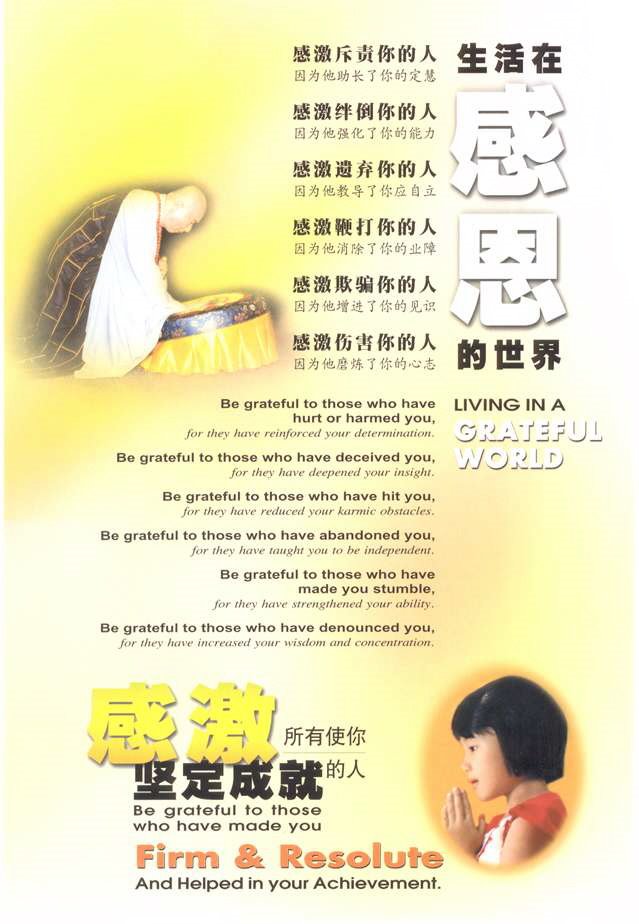 生活在
感恩
的世界
感激斥责你的人
因为他助长了你的定慧
感激绊倒你的人
因为他强化了你的能力
感激遗弃你的人
因为他教导了你应自立
感激鞭打你的人
因为他消除了你的业障
感激欺骗你的人
因为他增进了你的见识
感激伤害你的人
因为他磨炼了你的心志
LIVING IN A
GRATEFUL
WORLD
Be grateful to those who have
hurt or harmed you,
for they have reinforced your determination.
Be grateful to those who have deceived you,
for they have deepened your insight.
Be grateful to those who have hit you,
for they have reduced your karmic obstacles.
Be grateful to those who have abandoned you,
for they have taught you to be independent.
Be grateful to those who have
made you stumble,
for they have strengthened your ability.
Be grateful to those who have denounced you,
for they have increased your wisdom and concentration.
感激所有使你
坚定成就的人
Be grateful to those
who have made you
Firm & Resolute
And Helped in your Achievement.